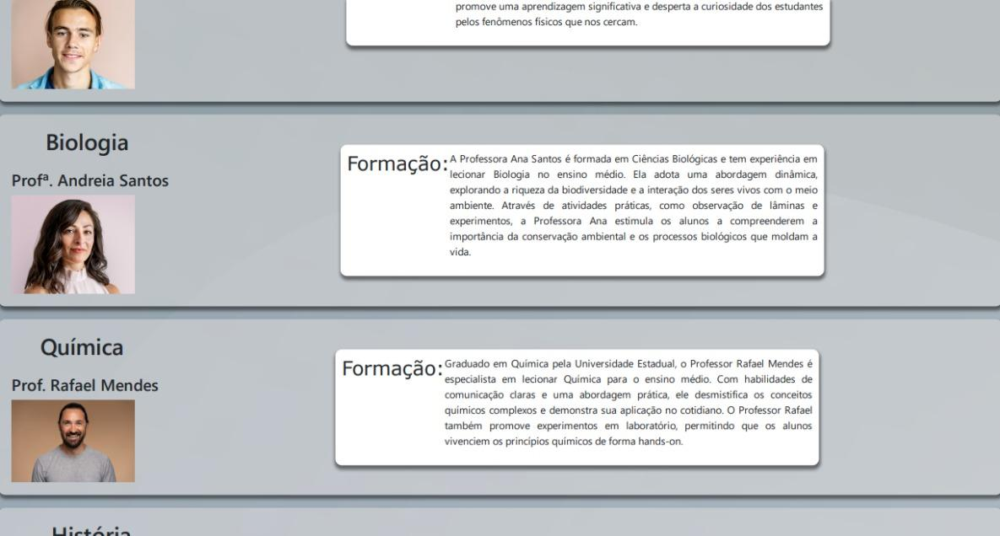 promove uma aprendizagem significativa e desperta a curiosidade dos estudantes
pelos fenômenos físicos que nos cercam.
Biologia
Profª. Andreia Santos
Formação:
A Professora Ana Santos é formada em Ciências Biológicas e tem experiência em
lecionar Biologia no ensino médio. Ela adota uma abordagem dinâmica,
explorando a riqueza da biodiversidade e a interação dos seres vivos com o meio
ambiente. Através de atividades práticas, como observação de lâminas e
experimentos, a Professora Ana estimula os alunos a compreenderem a
importância da conservação ambiental e os processos biológicos que moldam a
vida.
Química
Prof. Rafael Mendes
Formação:
Graduado em Química pela Universidade Estadual, o Professor Rafael Mendes é
especialista em lecionar Química para o ensino médio. Com habilidades de
comunicação claras e uma abordagem prática, ele desmistifica os conceitos
químicos complexos e demonstra sua aplicação no cotidiano. O Professor Rafael
também promove experimentos em laboratório, permitindo que os alunos
vivenciem os princípios químicos de forma hands-on.
História